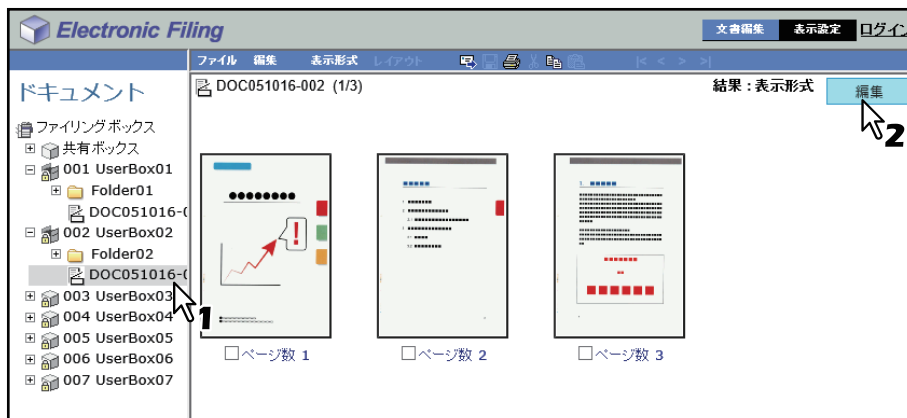 Electronic Filing
文書編集 表示設定 ログイン
ファイル 編集 表示形式 レイアウト
ドキュメント
DOC051016-002 (1/3)
結果：表示形式 編集
2
ファイリングボックス
共有ボックス
001 UserBox01
Folder01
DOC051016-0
002 UserBox02
Folder02
DOC051016-0
1
003 UserBox03
004 UserBox04
005 UserBox05
006 UserBox06
007 UserBox07
ページ数 1 ページ数 2 ページ数 3